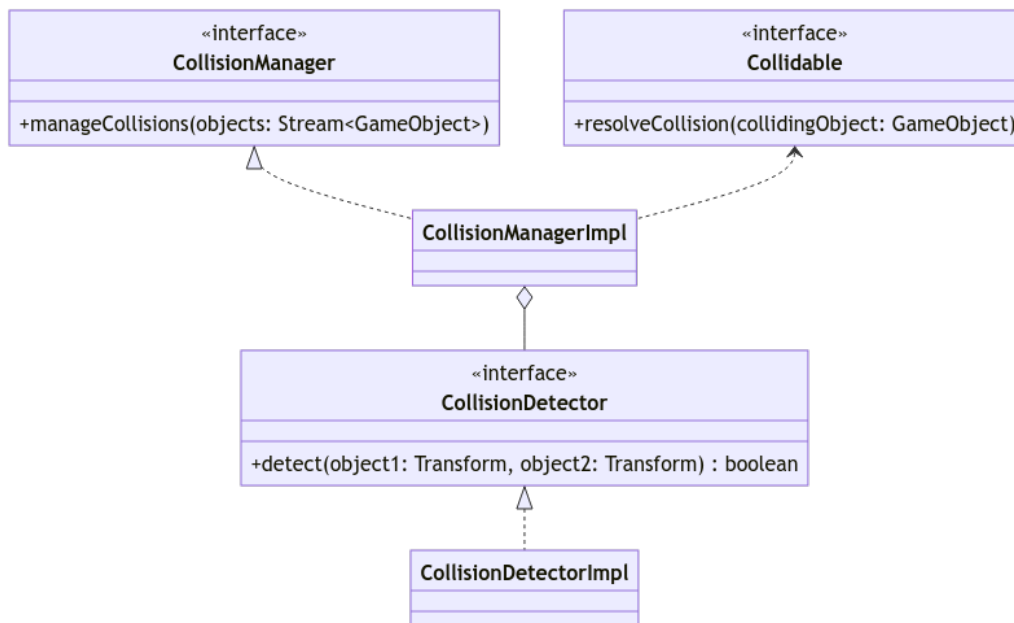 «interface»
CollisionManager
+manageCollisions(objects: Stream<GameObject>)
«interface»
Collidable
+resolveCollision(collidingObject: GameObject)
CollisionManagerImpl
«interface»
CollisionDetector
+detect(object1: Transform, object2: Transform) : boolean
CollisionDetectorImpl